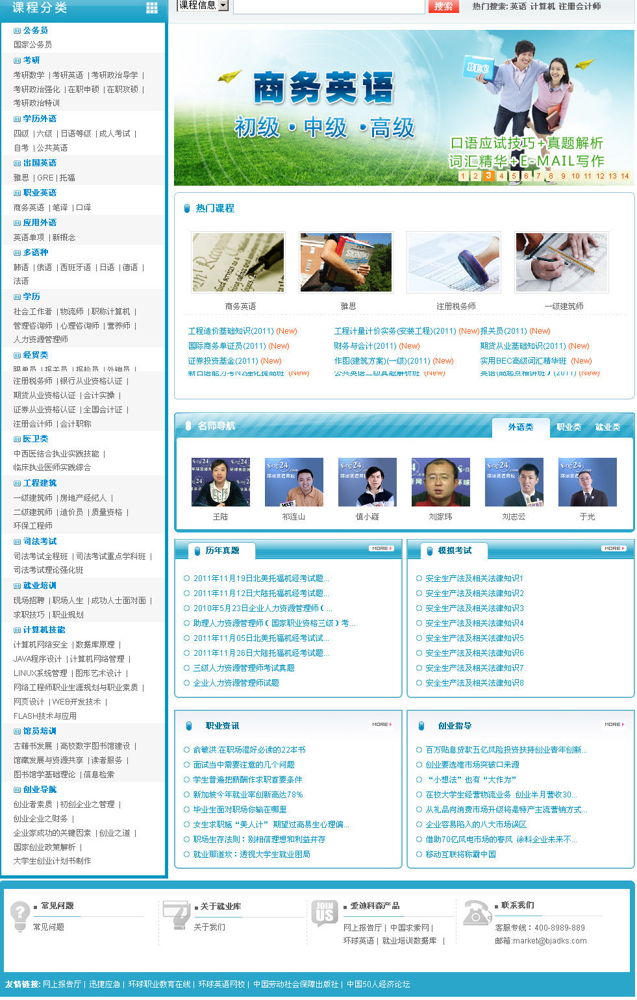 课程分类
课程信息
搜索
热门搜索: 英语 计算机 注册会计师
公务员
国家公务员
考研
考研数学 | 考研英语 | 考研政治导学 |
考研政治强化 | 在职申硕 | 在职攻硕 |
考研政治特训
学历外语
四级 | 六级 | 日语等级 | 成人考试 |
自考 | 公共英语
出国英语
雅思 | GRE | 托福
职业英语
商务英语 | 笔译 | 口译
应用外语
英语单项 | 新概念
多语种
韩语 | 俄语 | 西班牙语 | 日语 | 德语 |
法语
学历
社会工作者 | 物流师 | 职称计算机 |
管理咨询师 | 心理咨询师 | 营养师 |
人力资源管理师
经贸类
跟单员 | 报关员 | 报检员 | 外销员 |
注册税务师 | 银行从业资格认证 |
期货从业资格认证 | 会计实操 |
证券从业资格认证 | 全国会计证 |
注册会计师 | 会计职称
医卫类
中西医结合执业实践技能 |
临床执业医师实践综合
工程建筑
一级建筑师 | 房地产经纪人 |
二级建筑师 | 造价员 | 质量资格 |
环保工程师
司法考试
司法考试全程班 | 司法考试重点学科班 |
司法考试理论强化班
就业培训
现场招聘 | 职场人生 | 成功人士面对面 |
求职技巧 | 职业规划
计算机技能
计算机网络安全 | 数据库原理 |
JAVA程序设计 | 计算机网络管理 |
LINUX系统管理 | 图形艺术设计 |
网络工程师职业生涯规划与职业素质 |
网页设计 | WEB开发技术 |
FLASH技术与应用
馆员培训
古籍书发展 | 高校数字图书馆建设 |
馆藏发展与资源共享 | 读者服务 |
图书馆学基础理论 | 信息检索
创业导航
创业者素质 | 初创企业之管理 |
创业企业之财务 |
企业家成功的关键因素 | 创业之道 |
国家创业政策解析 |
大学生创业计划书制作
BEC
商务英语
初级·中级·高级
口语应试技巧+真题解析
词汇精华+E-MAIL写作
1 2 3 4 5 6 7 8 9 10 11 12 13 14
热门课程
商务英语 雅思 注册税务师 一级建筑师
工程造价基础知识(2011) (New) 工程计量计价实务(安装工程)(2011) (New) 报关员(2011) (New)
国际商务单证员(2011) (New) 财务与会计(2011) (New) 期货从业基础知识(2011) (New)
证券投资基金(2011) (New) 作图(建筑方案)(一级)(2011) (New) 实用BEC高级词汇精华班 (New)
新日语能力考N2强化提高班 (New) 公共英语二级真题解析班 (New) 英语(高起点精讲班)(2011) (New)
名师导航 外语类 职业类 就业类
王陆 祁连山 慎小嶷 刘家玮 刘志云 于光
历年真题 MORE
2011年11月19日北美托福机经考试题...
2011年11月12日大陆托福机经考试题...
2010年5月23日企业人力资源管理师(...
助理人力资源管理师(国家职业资格三级)考...
2011年11月05日北美托福机经考试试...
2011年11月26日大陆托福机经考试题...
三级人力资源管理师考试真题
企业人力资源管理师试题
模拟考试 MORE
安全生产法及相关法律知识1
安全生产法及相关法律知识2
安全生产法及相关法律知识3
安全生产法及相关法律知识4
安全生产法及相关法律知识5
安全生产法及相关法律知识6
安全生产法及相关法律知识7
安全生产法及相关法律知识8
职业资讯 MORE
俞敏洪:在职场混好必读的22本书
面试当中需要注意的几个问题
学生普遍把薪酬作求职首要条件
新加坡今年就业率创新高达78%
毕业生面对职场你输在哪里
女生求职施“美人计” 期望过高易生心理偏...
职场生存法则：别相信理想和利益并存
就业那道坎：透视大学生就业困局
创业指导 MORE
百万贴息贷款五亿风险投资扶持创业青年创新...
创业要选准市场突破口来源
“小想法”也有“大作为”
在校大学生经营物流业务 创业半月营收30...
从礼品向消费市场升级将是特产主流营销方式...
企业容易陷入的八大市场误区
借助70亿风电市场的春风 涂料企业未来不...
移动互联将称霸中国
常见问题
常见问题
关于就业库
关于我们
JOIN US
爱迪科森产品
网上报告厅 | 中国求索网 |
环球英语 | 就业培训数据库 |
联系我们
客服专线：400-8989-889
邮箱:market@bjadks.com
友情链接: 网上报告厅 | 迅捷应急 | 环球职业教育在线 | 环球英语网校 | 中国劳动社会保障出版社 | 中国50人经济论坛